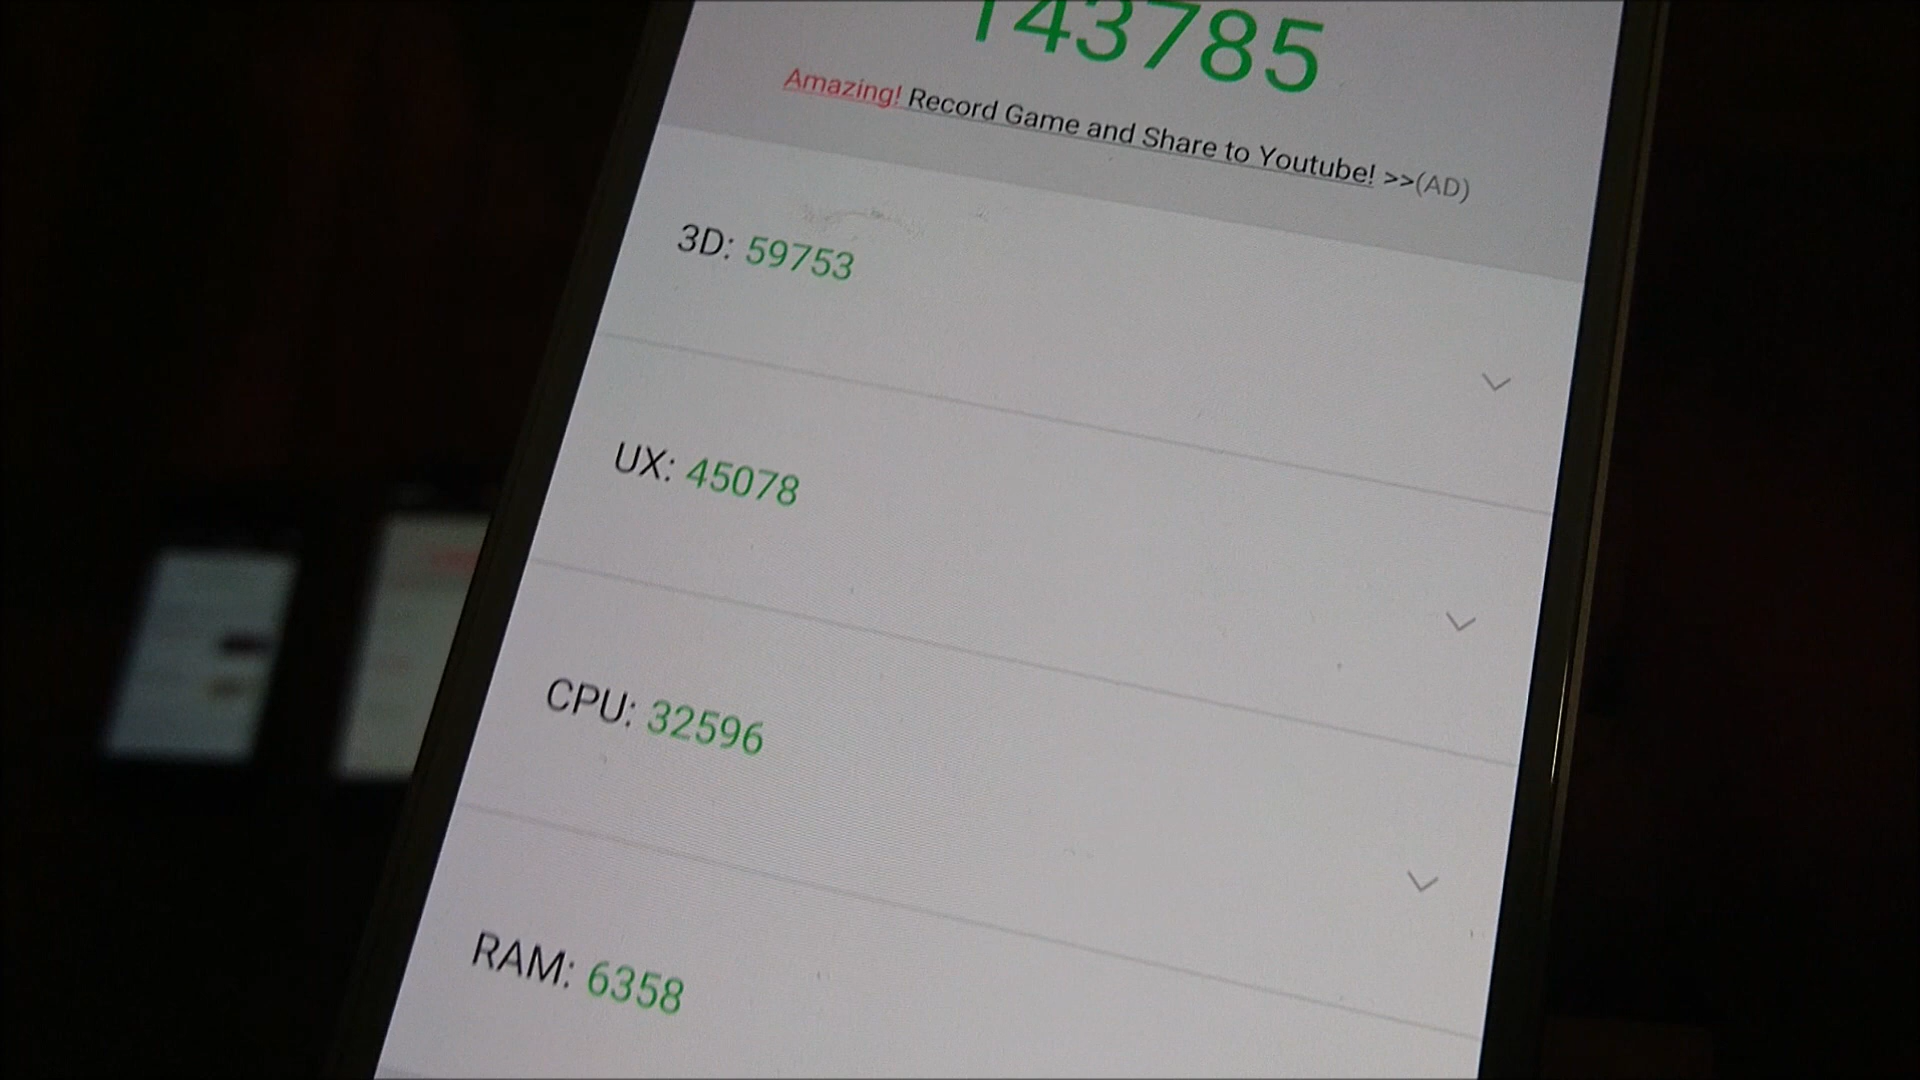 143785
Amazing! Record Game and Share to Youtube! >>(AD)
3D: 59753
UX: 45078
CPU: 32596
RAM: 6358